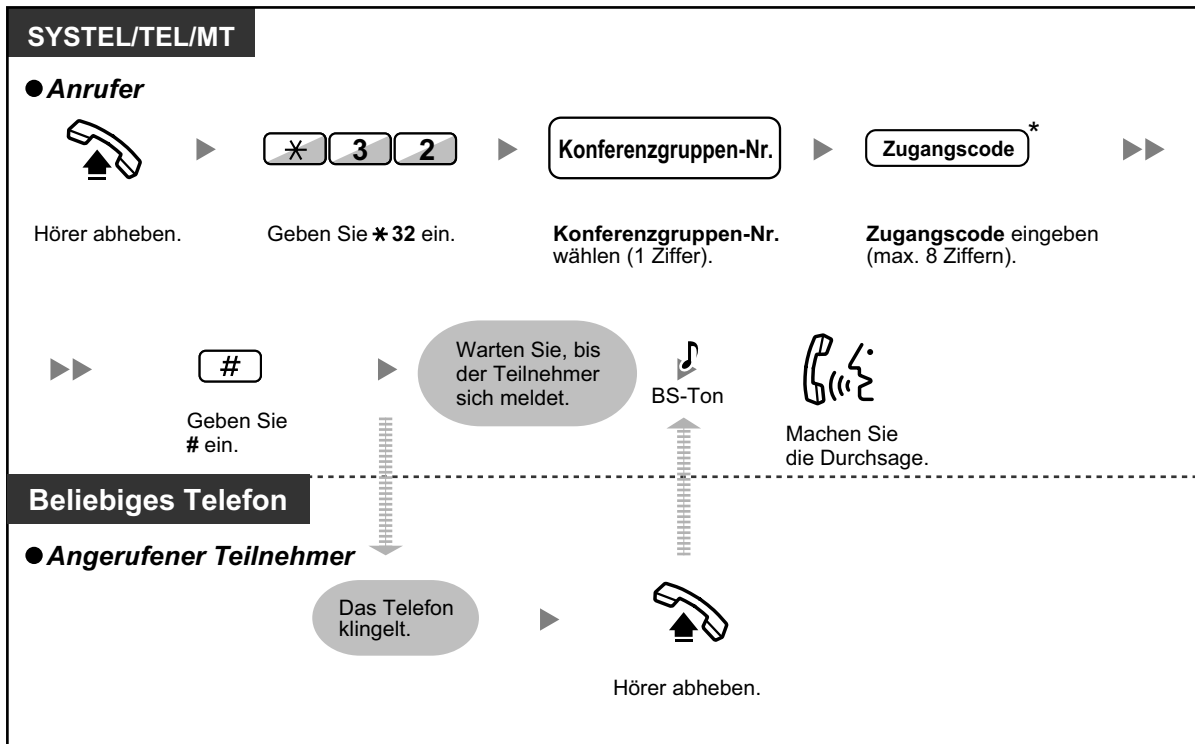 SYSTEL/TEL/MT
● Anrufer
✳ 3 2
Konferenzgruppen-Nr.
Zugangscode*
Hörer abheben.
Geben Sie ✳ 32 ein.
Konferenzgruppen-Nr.
wählen (1 Ziffer).
Zugangscode eingeben
(max. 8 Ziffern).
#
Geben Sie
# ein.
Warten Sie, bis
der Teilnehmer
sich meldet.
BS-Ton
Machen Sie
die Durchsage.
Beliebiges Telefon
● Angerufener Teilnehmer
Das Telefon
klingelt.
Hörer abheben.